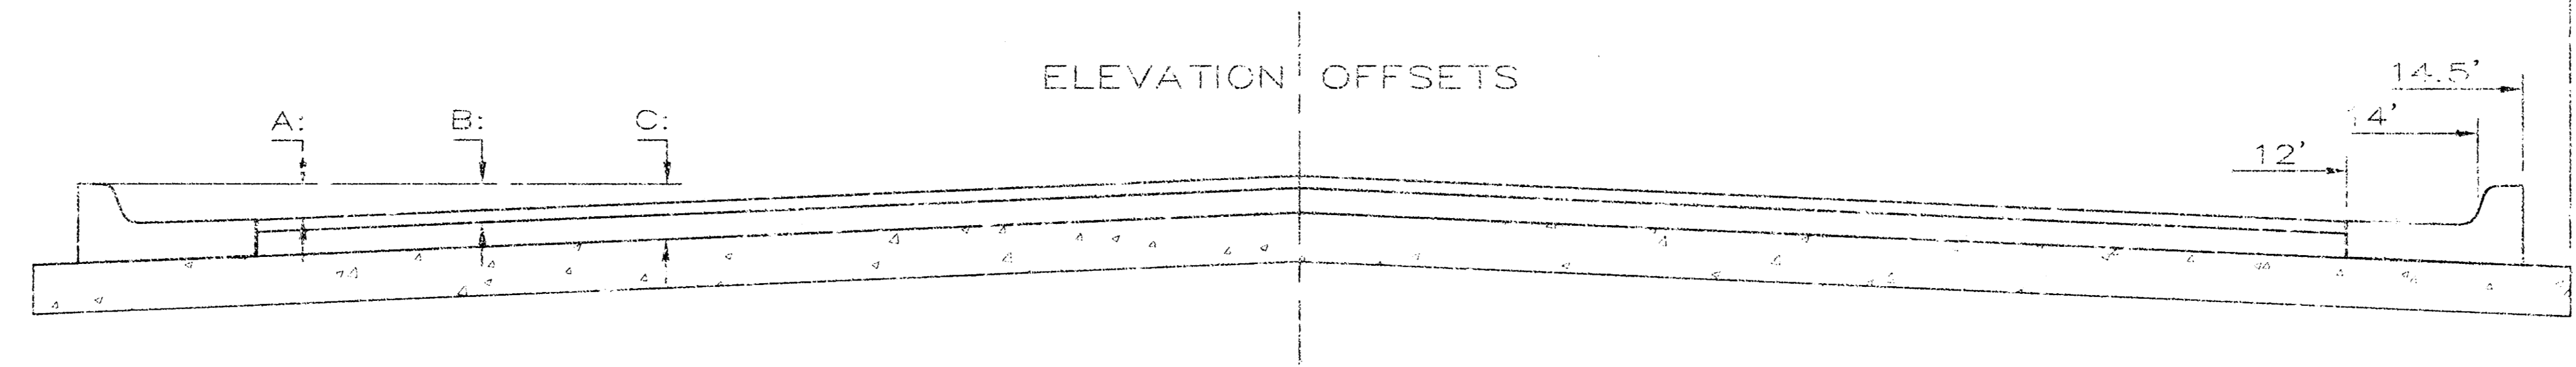 ELEVATION OFFSETS
14.5'
14'
12'
A:
B:
C: